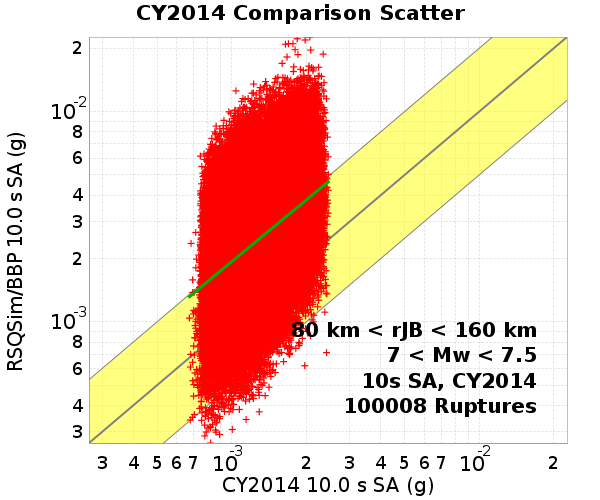 CY2014 Comparison Scatter
RSQSim/BBP 10.0 s SA (g)
2
10-2
8
6
4
3
2
10-3
8
6
4
3
80 km < rJB < 160 km
7 < Mw < 7.5
10s SA, CY2014
100008 Ruptures
3 4 5 6 7 10-3 2 3 4 5 6 7 10-2 2
CY2014 10.0 s SA (g)